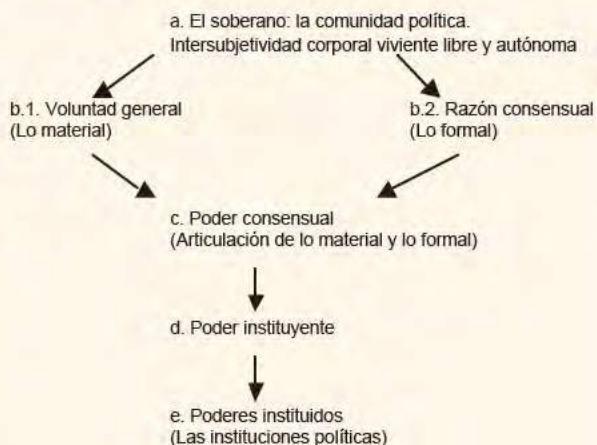 a. El soberano: la comunidad política.
Intersubjetividad corporal viviente libre y autónoma
b.1. Voluntad general
(Lo material)
b.2. Razón consensual
(Lo formal)
c. Poder consensual
(Articulación de lo material y lo formal)
d. Poder instituyente
e. Poderes instituidos
(Las instituciones políticas)